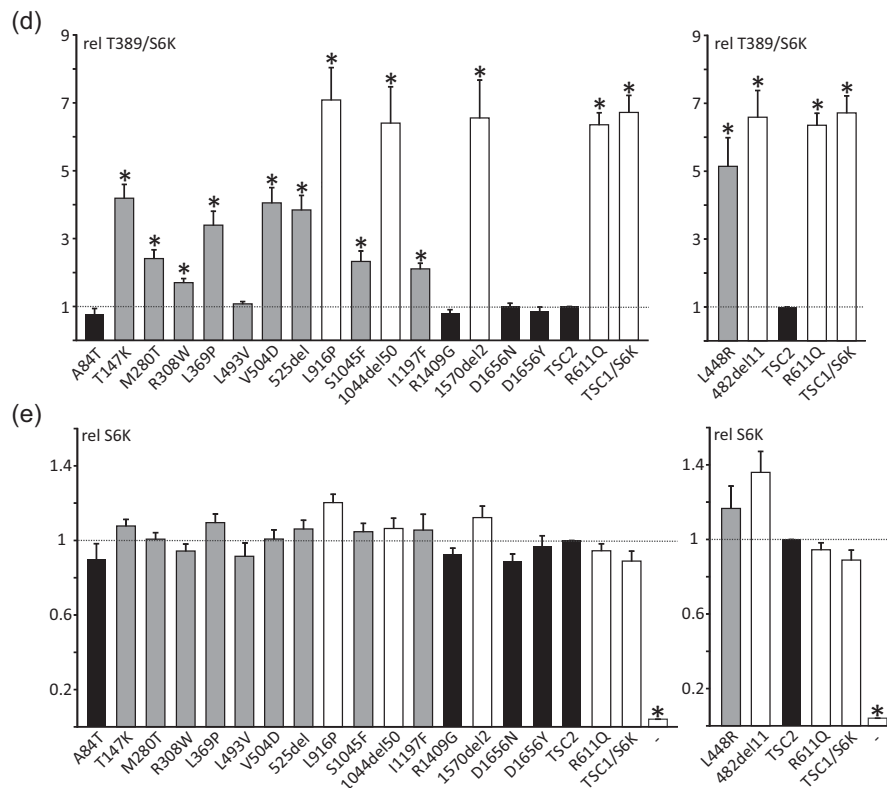 (d)
rel T389/S6K
9
7
5
3
1
* * * * * * * * * * * * * *
A84T
T147K
M280T
R308W
L369P
L493V
V504D
525del
L916P
S1045F
1044del50
I1197F
R1409G
1570del2
D1656N
D1656Y
TSC2
R611Q
TSC1/S6K
rel T389/S6K
9
7
5
3
1
* * * *
L448R
482del11
TSC2
R611Q
TSC1/S6K
(e)
rel S6K
1.4
1
0.6
0.2
*
A84T
T147K
M280T
R308W
L369P
L493V
V504D
525del
L916P
S1045F
1044del50
I1197F
R1409G
1570del2
D1656N
D1656Y
TSC2
R611Q
TSC1/S6K
-
rel S6K
1.4
1
0.6
0.2
*
L448R
482del11
TSC2
R611Q
TSC1/S6K
-